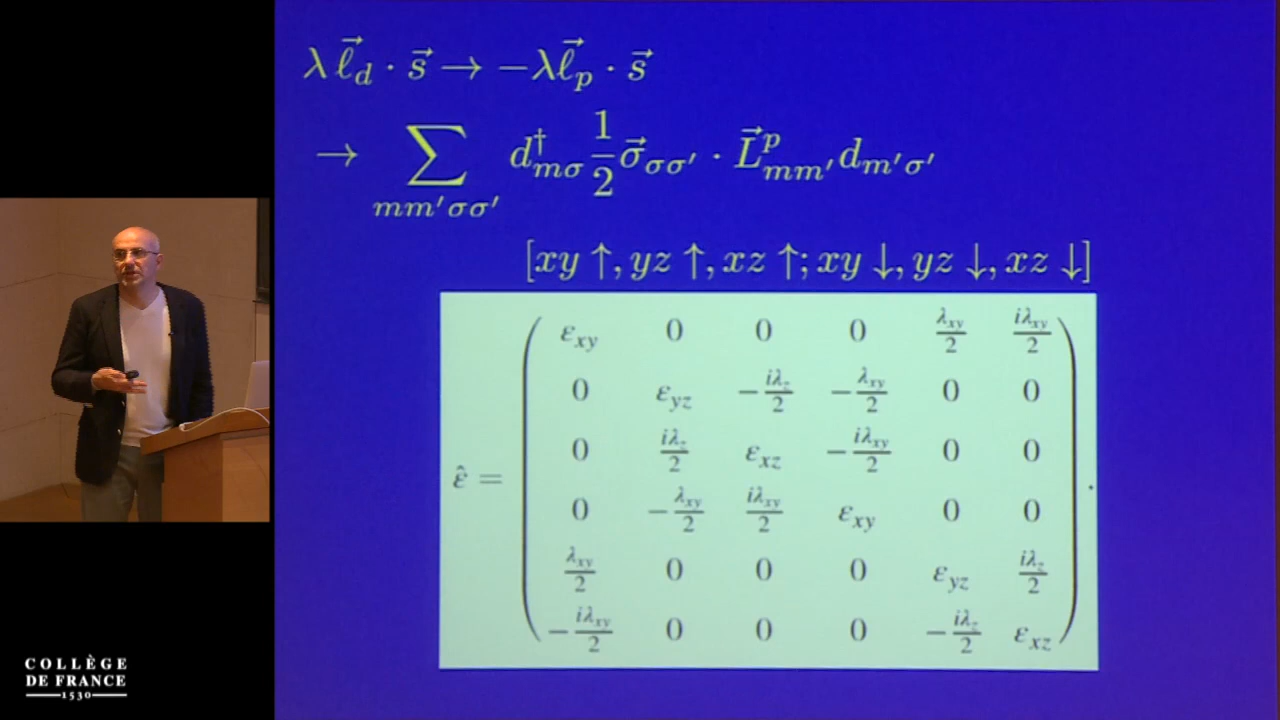 λ ℓ⃗_d · s⃗ → −λℓ⃗_p · s⃗
→ ∑_{mm′σσ′} d†_{mσ} 1/2 σ⃗_{σσ′} · L⃗^p_{mm′} d_{m′σ′}
[xy ↑, yz ↑, xz ↑; xy ↓, yz ↓, xz ↓]
ε_xy 0 0 0 λ_xy/2 iλ_xy/2
0 ε_yz −iλ_z/2 −λ_xy/2 0 0
0 iλ_z/2 ε_xz −iλ_xy/2 0 0
ε̂ =
0 −λ_xy/2 iλ_xy/2 ε_xy 0 0
.
λ_xy/2 0 0 0 ε_yz iλ_z/2
−iλ_xy/2 0 0 0 −iλ_z/2 ε_xz
COLLÈGE
DE FRANCE
1530